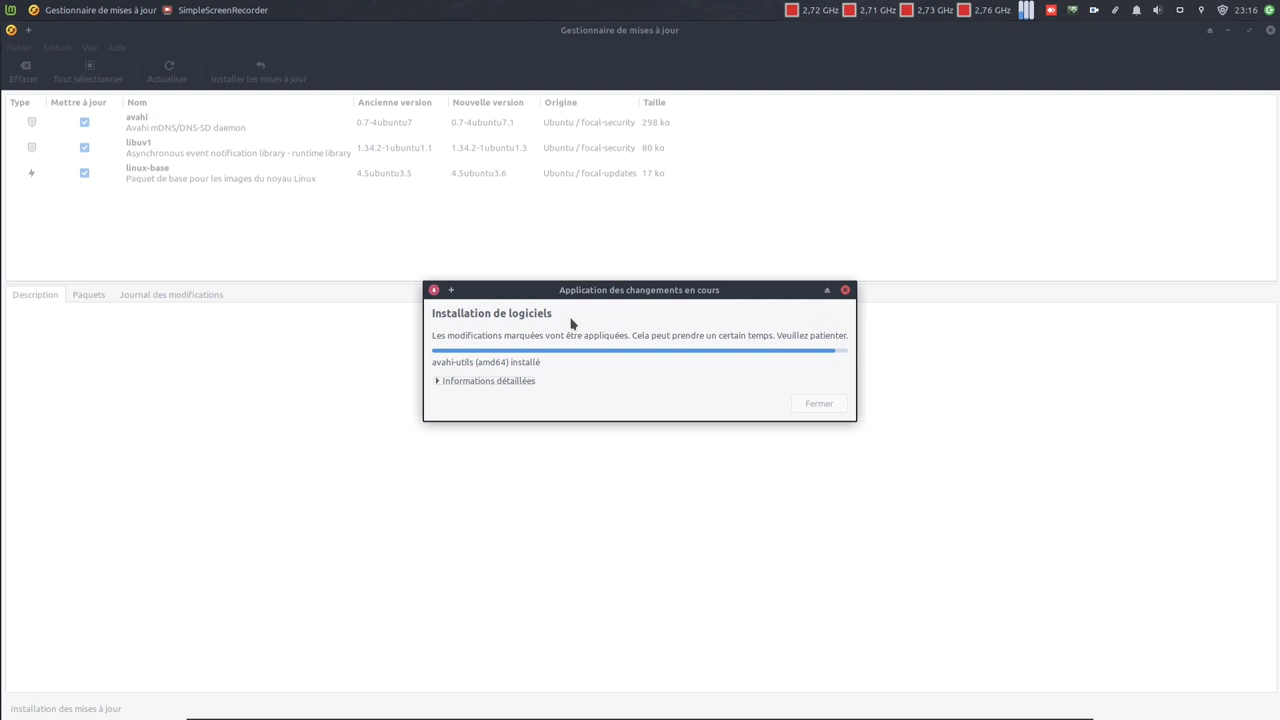 Gestionnaire de mises à jour SimpleScreenRecorder 2,72 GHz 2,71 GHz 2,73 GHz 2,76 GHz 23:16
Gestionnaire de mises à jour
Fichier Édition Vue Aide
Effacer Tout sélectionner Actualiser Installer les mises à jour
Type Mettre à jour Nom Ancienne version Nouvelle version Origine Taille
avahi
Avahi mDNS/DNS-SD daemon 0.7-4ubuntu7 0.7-4ubuntu7.1 Ubuntu / focal-security 298 ko
libuv1
Asynchronous event notification library - runtime library 1.34.2-1ubuntu1.1 1.34.2-1ubuntu1.3 Ubuntu / focal-security 80 ko
linux-base
Paquet de base pour les images du noyau Linux 4.5ubuntu3.5 4.5ubuntu3.6 Ubuntu / focal-updates 17 ko
Description Paquets Journal des modifications
Application des changements en cours
Installation de logiciels
Les modifications marquées vont être appliquées. Cela peut prendre un certain temps. Veuillez patienter.
avahi-utils (amd64) installé
Informations détaillées
Fermer
Installation des mises à jour